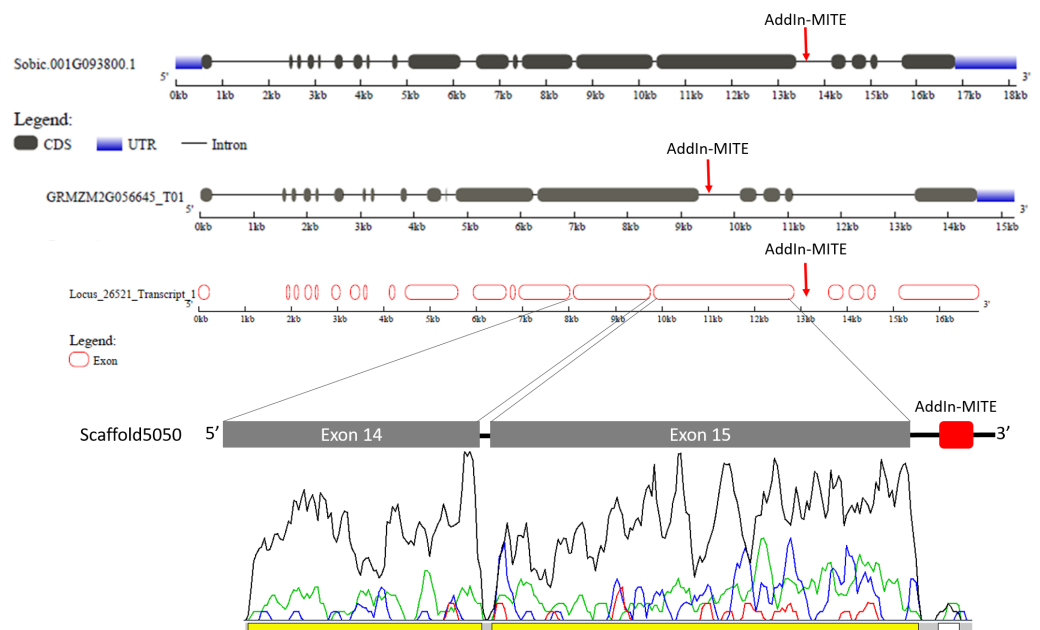 AddIn-MITE
Sobic.001G093800.1
5' 3'
0kb 1kb 2kb 3kb 4kb 5kb 6kb 7kb 8kb 9kb 10kb 11kb 12kb 13kb 14kb 15kb 16kb 17kb 18kb
Legend:
CDS UTR Intron
AddIn-MITE
GRMZM2G056645_T01
5' 3'
0kb 1kb 2kb 3kb 4kb 5kb 6kb 7kb 8kb 9kb 10kb 11kb 12kb 13kb 14kb 15kb
AddIn-MITE
Locus_26521_Transcript_1
5' 3'
0kb 1kb 2kb 3kb 4kb 5kb 6kb 7kb 8kb 9kb 10kb 11kb 12kb 13kb 14kb 15kb 16kb
Legend:
Exon
AddIn-MITE
Scaffold5050 5’ Exon 14 Exon 15 3’